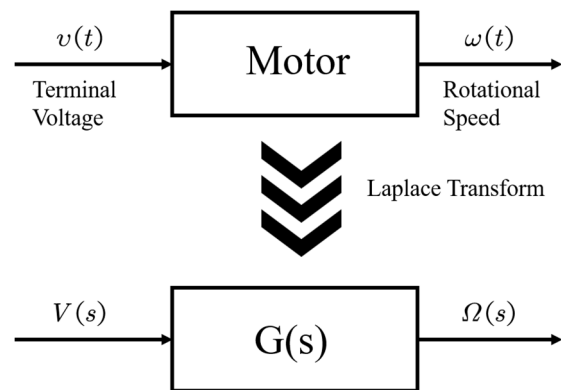 υ(t)
Motor
ω(t)
Terminal
Voltage
Rotational
Speed
Laplace Transform
V(s)
G(s)
Ω(s)